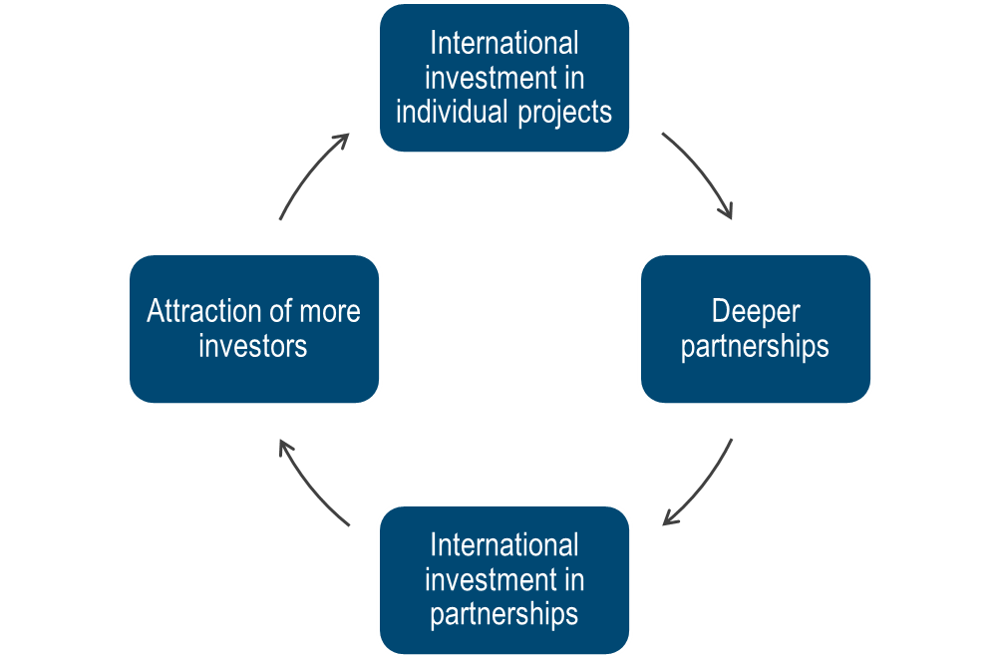 International
investment in
individual projects
Attraction of more
investors
Deeper
partnerships
International
investment in
partnerships